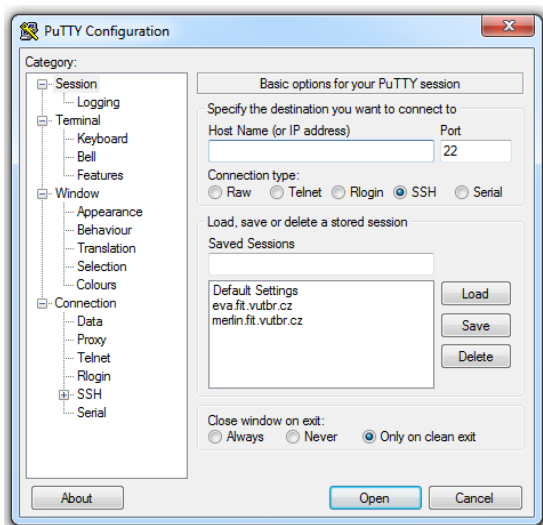 PuTTY Configuration
Category:
Session
Logging
Terminal
Keyboard
Bell
Features
Window
Appearance
Behaviour
Translation
Selection
Colours
Connection
Data
Proxy
Telnet
Rlogin
SSH
Serial
Basic options for your PuTTY session
Specify the destination you want to connect to
Host Name (or IP address) Port
22
Connection type:
Raw Telnet Rlogin SSH Serial
Load, save or delete a stored session
Saved Sessions
Default Settings
eva.fit.vutbr.cz
merlin.fit.vutbr.cz
Load
Save
Delete
Close window on exit:
Always Never Only on clean exit
About Open Cancel